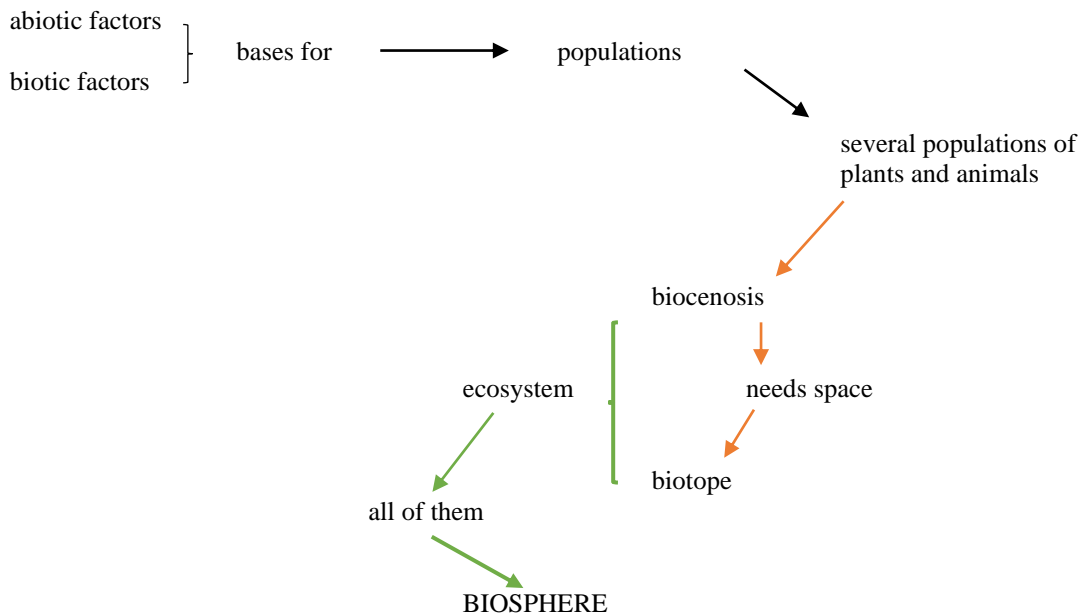 abiotic factors
bases for
populations
biotic factors
several populations of
plants and animals
biocenosis
ecosystem
needs space
biotope
all of them
BIOSPHERE